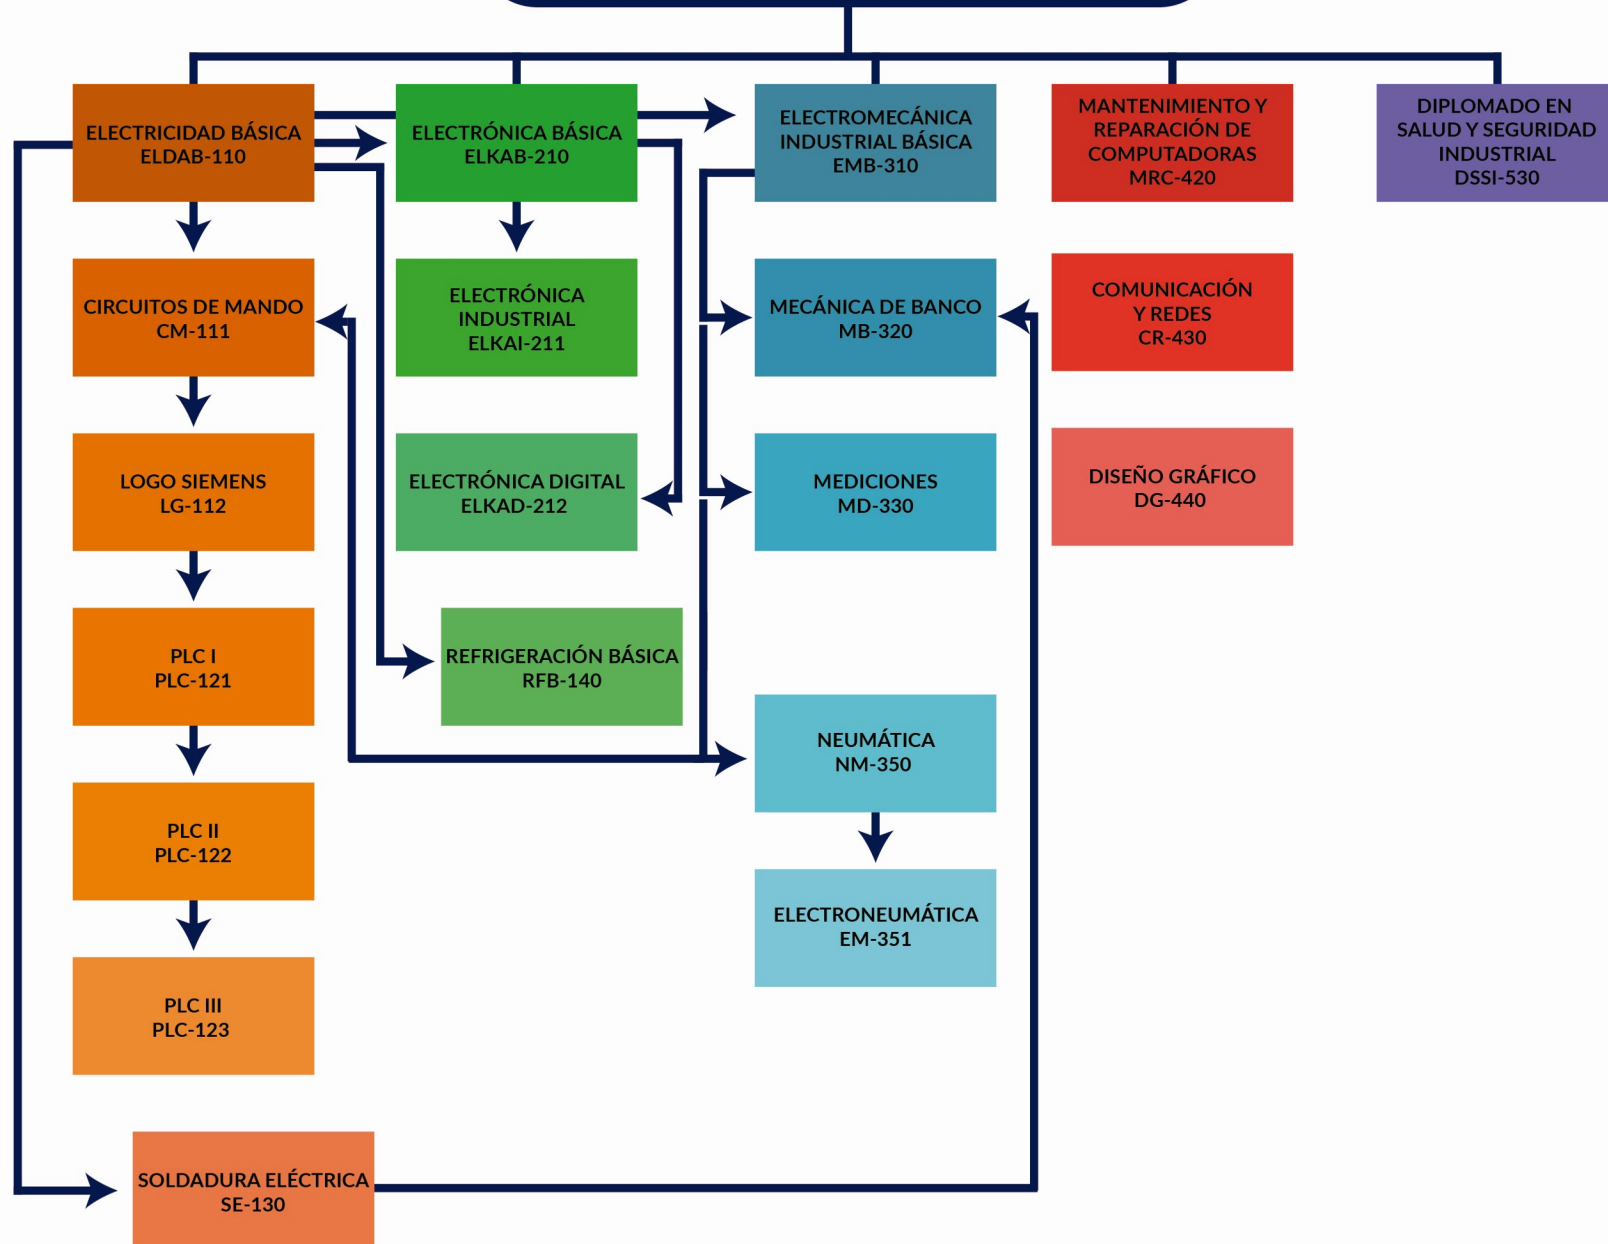 ELECTRICIDAD BÁSICA
ELDAB-110
ELECTRÓNICA BÁSICA
ELKAB-210
ELECTROMECÁNICA
INDUSTRIAL BÁSICA
EMB-310
MANTENIMIENTO Y
REPARACIÓN DE
COMPUTADORAS
MRC-420
DIPLOMADO EN
SALUD Y SEGURIDAD
INDUSTRIAL
DSSI-530
CIRCUITOS DE MANDO
CM-111
ELECTRÓNICA
INDUSTRIAL
ELKAI-211
MECÁNICA DE BANCO
MB-320
COMUNICACIÓN
Y REDES
CR-430
LOGO SIEMENS
LG-112
ELECTRÓNICA DIGITAL
ELKAD-212
MEDICIONES
MD-330
DISEÑO GRÁFICO
DG-440
PLC I
PLC-121
REFRIGERACIÓN BÁSICA
RFB-140
NEUMÁTICA
NM-350
PLC II
PLC-122
ELECTRONEUMÁTICA
EM-351
PLC III
PLC-123
SOLDADURA ELÉCTRICA
SE-130